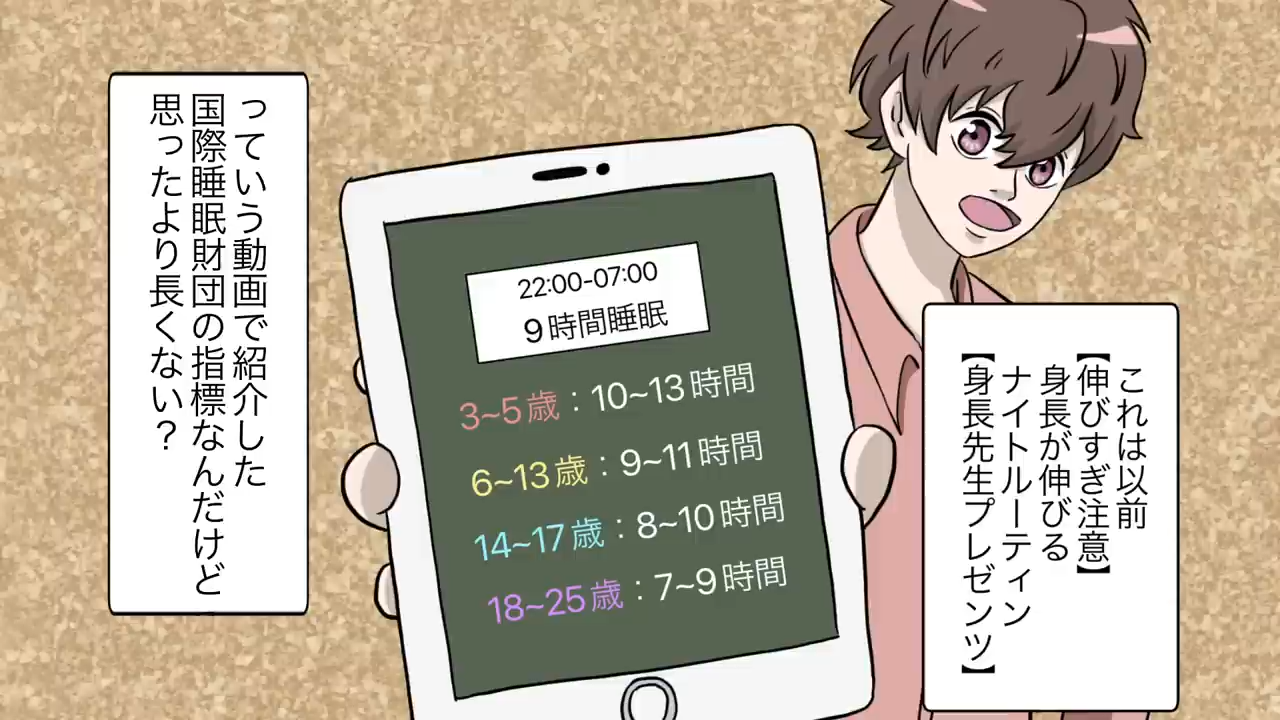 これは以前
【伸びすぎ注意】
身長が伸びる
ナイトルーティン
【身長先生プレゼンツ】
っていう動画で紹介した
国際睡眠財団の指標なんだけど
思ったより長くない？
22:00-07:00
9時間睡眠
3~5歳：10~13時間
6~13歳：9~11時間
14~17歳：8~10時間
18~25歳：7~9時間